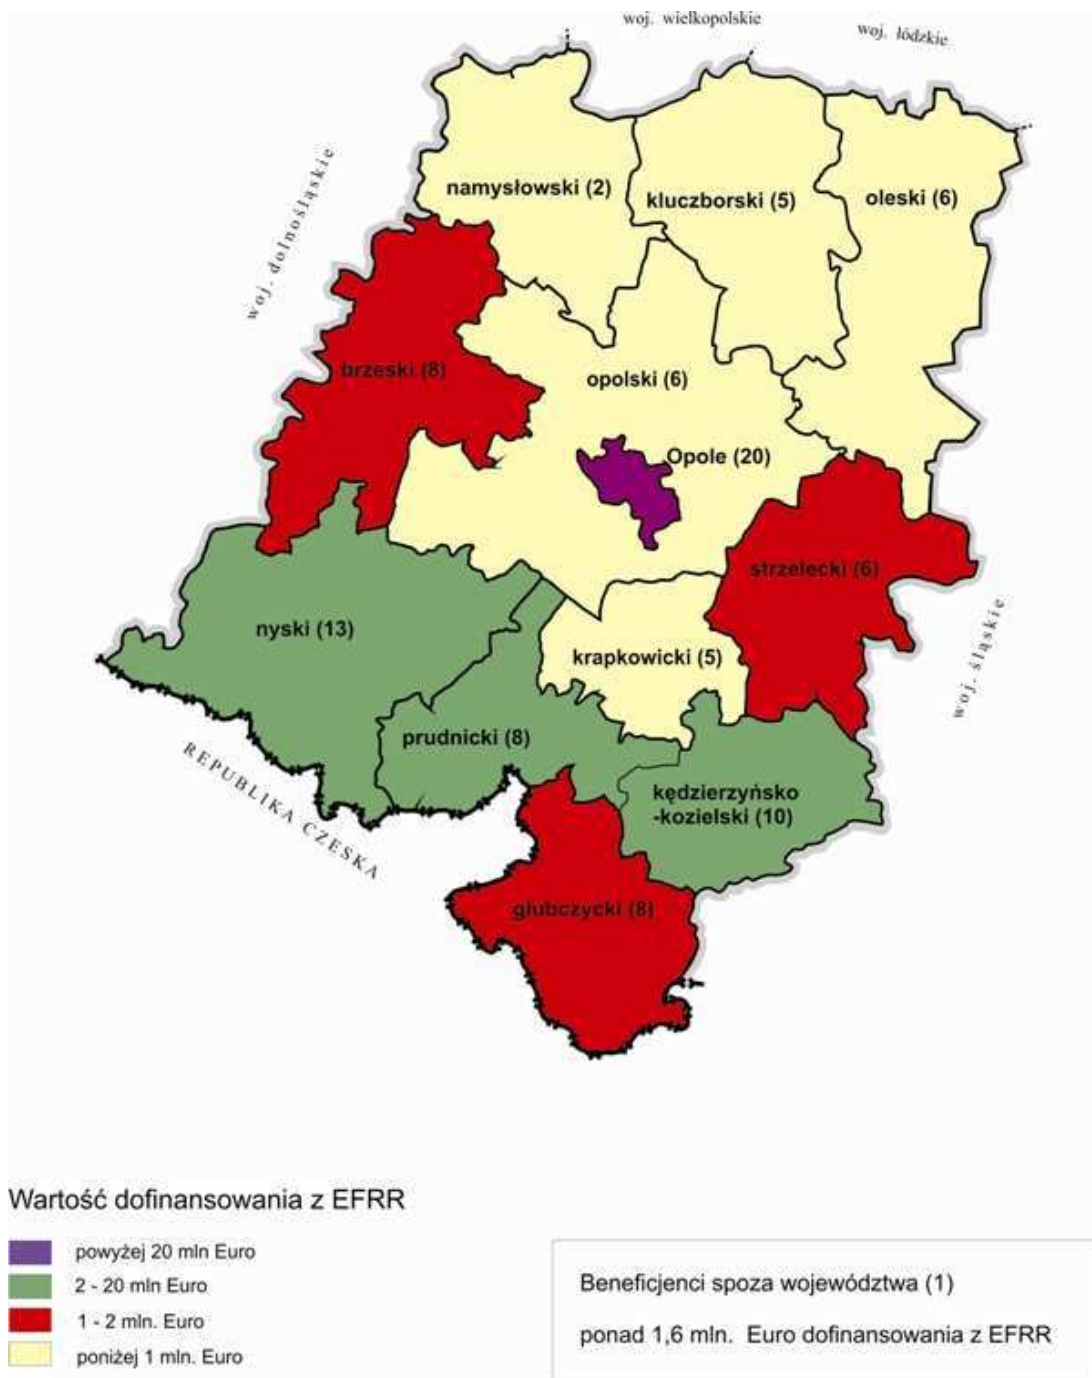 woj. wielkopolskie
woj. łódzkie
woj. dolnośląskie
namysłowski (2)
kluczborski (5)
oleski (6)
brzeski (8)
opolski (6)
Opole (20)
strzelecki (6)
nyski (13)
krapkowicki (5)
woj. śląskie
prudnicki (8)
REPUBLIKA CZESKA
kędzierzyńsko
-kozielski (10)
głubczycki (8)
Wartość dofinansowania z EFRR
powyżej 20 mln Euro
2 - 20 mln Euro
1 - 2 mln. Euro
poniżej 1 mln. Euro
Beneficjenci spoza województwa (1)
ponad 1,6 mln. Euro dofinansowania z EFRR